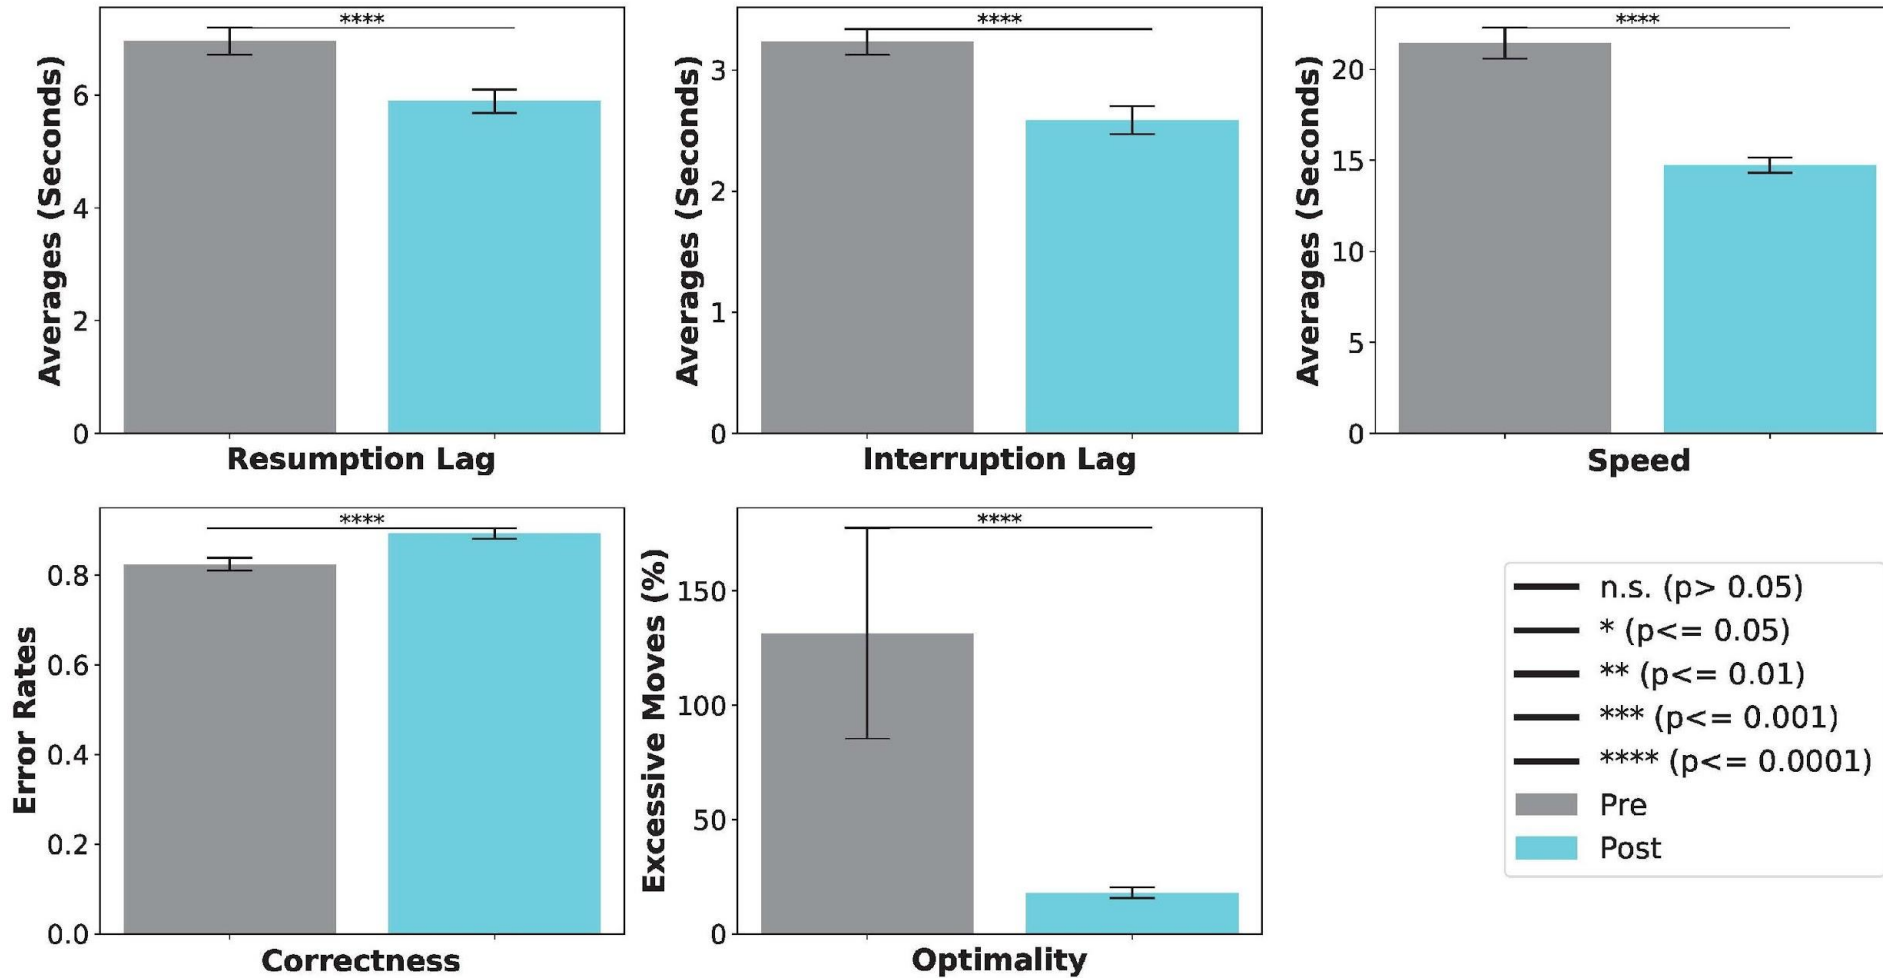 ****
Averages (Seconds)
6
4
2
0
Resumption Lag
****
Averages (Seconds)
3
2
1
0
Interruption Lag
****
Averages (Seconds)
20
15
10
5
0
Speed
****
Error Rates
0.8
0.6
0.4
0.2
0.0
Correctness
****
Excessive Moves (%)
150
100
50
0
Optimality
n.s. (p> 0.05)
* (p<= 0.05)
** (p<= 0.01)
*** (p<= 0.001)
**** (p<= 0.0001)
Pre
Post